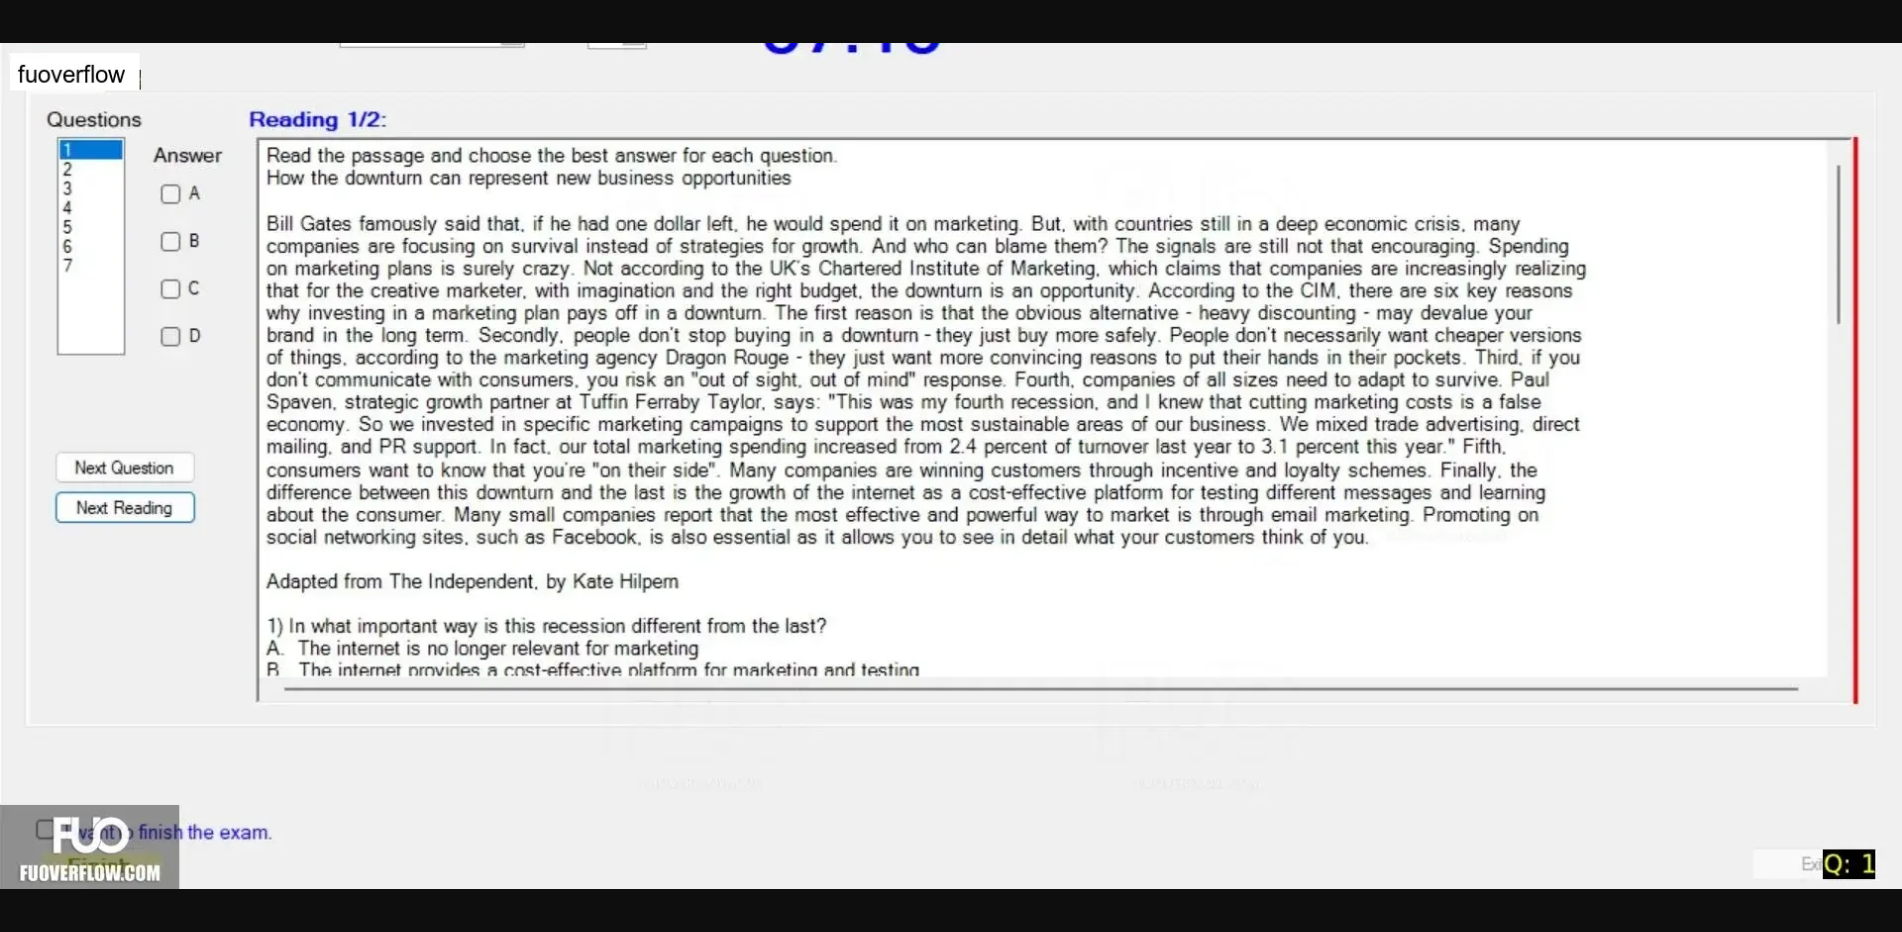 fuoverflow
Questions
Reading 1/2:
1
2
3
4
5
6
7
Answer
A
B
C
D
Read the passage and choose the best answer for each question.
How the downturn can represent new business opportunities
Bill Gates famously said that, if he had one dollar left, he would spend it on marketing. But, with countries still in a deep economic crisis, many
companies are focusing on survival instead of strategies for growth. And who can blame them? The signals are still not that encouraging. Spending
on marketing plans is surely crazy. Not according to the UK's Chartered Institute of Marketing, which claims that companies are increasingly realizing
that for the creative marketer, with imagination and the right budget, the downturn is an opportunity. According to the CIM, there are six key reasons
why investing in a marketing plan pays off in a downturn. The first reason is that the obvious alternative - heavy discounting - may devalue your
brand in the long term. Secondly, people don't stop buying in a downturn - they just buy more safely. People don't necessarily want cheaper versions
of things, according to the marketing agency Dragon Rouge - they just want more convincing reasons to put their hands in their pockets. Third, if you
don't communicate with consumers, you risk an "out of sight, out of mind" response. Fourth, companies of all sizes need to adapt to survive. Paul
Spaven, strategic growth partner at Tuffin Ferraby Taylor, says: "This was my fourth recession, and I knew that cutting marketing costs is a false
economy. So we invested in specific marketing campaigns to support the most sustainable areas of our business. We mixed trade advertising, direct
mailing, and PR support. In fact, our total marketing spending increased from 2.4 percent of turnover last year to 3.1 percent this year." Fifth,
consumers want to know that you're "on their side". Many companies are winning customers through incentive and loyalty schemes. Finally, the
difference between this downturn and the last is the growth of the internet as a cost-effective platform for testing different messages and learning
about the consumer. Many small companies report that the most effective and powerful way to market is through email marketing. Promoting on
social networking sites, such as Facebook, is also essential as it allows you to see in detail what your customers think of you.
Adapted from The Independent, by Kate Hilpern
1) In what important way is this recession different from the last?
A. The internet is no longer relevant for marketing
B. The internet provides a cost-effective platform for marketing and testing
Next Question
Next Reading
finish the exam.
FUO
FUOVERFLOW.COM
Q: 1